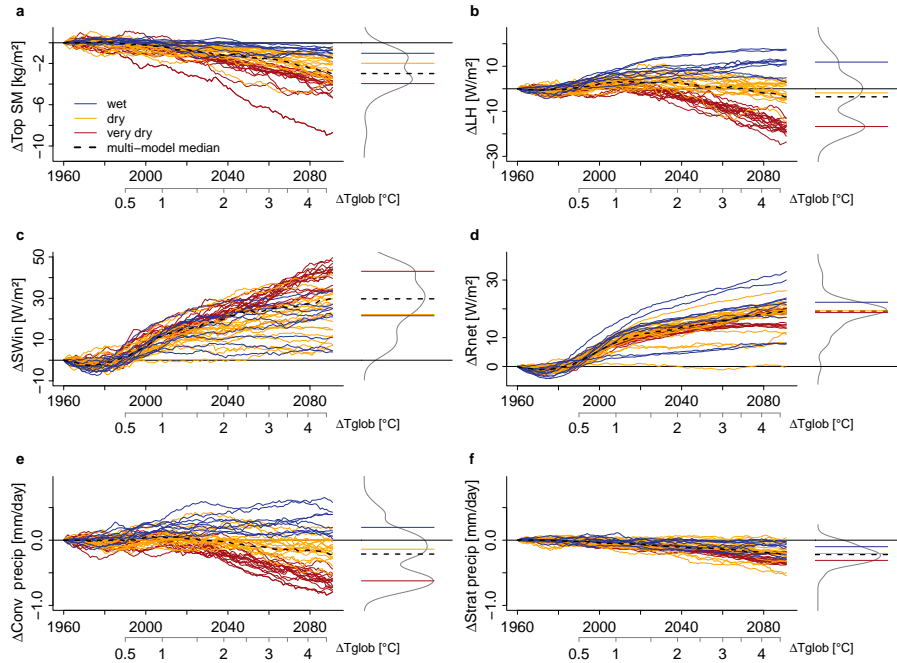 a
ΔTop SM [kg/m²]
−2
−6
−10
wet
dry
very dry
multi−model median
1960 2000 2040 2080
0.5 1 2 3 4 ΔTglob [°C]
b
ΔLH [W/m²]
10
−10
−30
1960 2000 2040 2080
0.5 1 2 3 4 ΔTglob [°C]
c
ΔSWin [W/m²]
50
30
10
−10
1960 2000 2040 2080
0.5 1 2 3 4 ΔTglob [°C]
d
ΔRnet [W/m²]
30
10
0
1960 2000 2040 2080
0.5 1 2 3 4 ΔTglob [°C]
e
ΔConv precip [mm/day]
0.0
−1.0
1960 2000 2040 2080
0.5 1 2 3 4 ΔTglob [°C]
f
ΔStrat precip [mm/day]
0.0
−1.0
1960 2000 2040 2080
0.5 1 2 3 4 ΔTglob [°C]